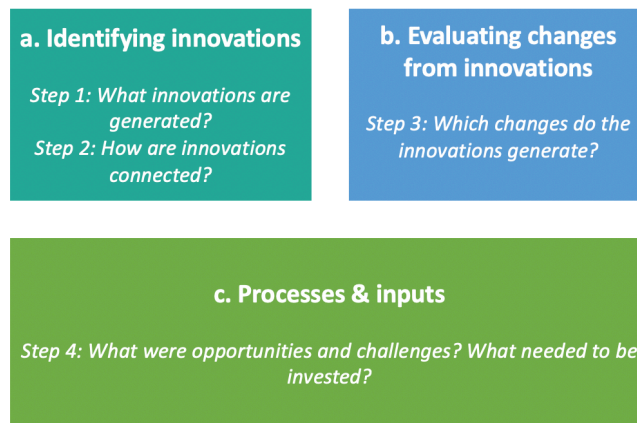 a. Identifying innovations
Step 1: What innovations are
generated?
Step 2: How are innovations
connected?
b. Evaluating changes
from innovations
Step 3: Which changes do the
innovations generate?
c. Processes & inputs
Step 4: What were opportunities and challenges? What needed to be
invested?